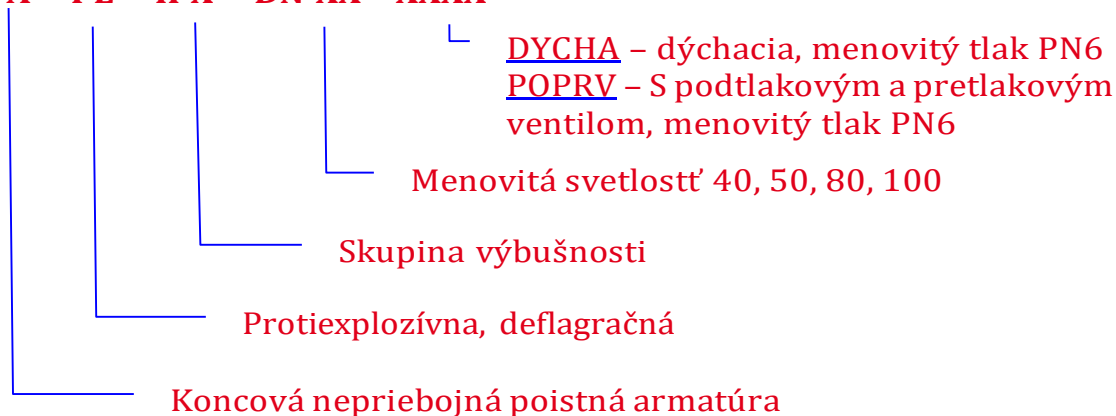 DYCHA – dýchacia, menovitý tlak PN6
POPRV – S podtlakovým a pretlakovým
ventilom, menovitý tlak PN6
Menovitá svetlostť 40, 50, 80, 100
Skupina výbušnosti
Protiexplozívna, deflagračná
Koncová nepriebojná poistná armatúra